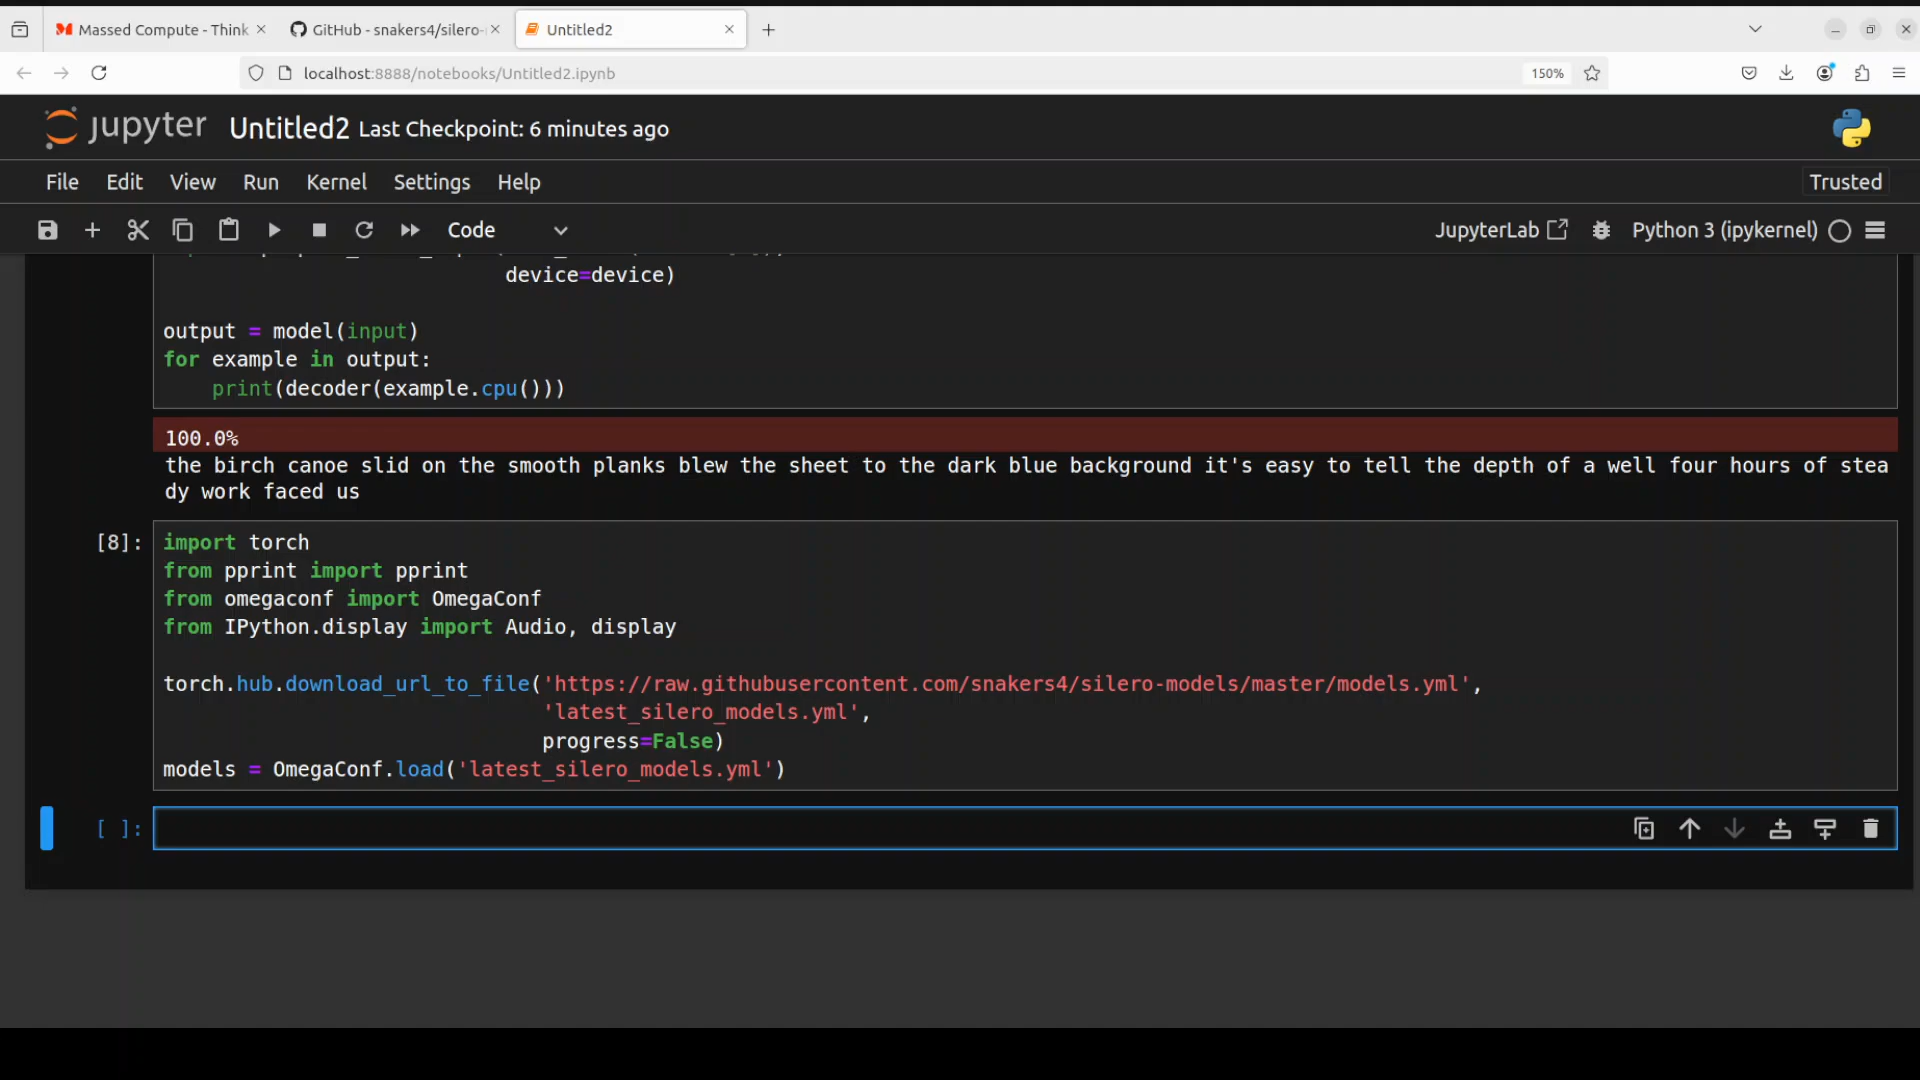 Massed Compute - Think
GitHub - snakers4/silero-
Untitled2
localhost:8888/notebooks/Untitled2.ipynb
150%
jupyter Untitled2 Last Checkpoint: 6 minutes ago
File Edit View Run Kernel Settings Help
Trusted
Code
JupyterLab
Python 3 (ipykernel)
device=device)
output = model(input)
for example in output:
    print(decoder(example.cpu()))
100.0%
the birch canoe slid on the smooth planks blew the sheet to the dark blue background it's easy to tell the depth of a well four hours of stea
dy work faced us
[8]:
import torch
from pprint import pprint
from omegaconf import OmegaConf
from IPython.display import Audio, display
torch.hub.download_url_to_file('https://raw.githubusercontent.com/snakers4/silero-models/master/models.yml',
                               'latest_silero_models.yml',
                               progress=False)
models = OmegaConf.load('latest_silero_models.yml')
[ ]: